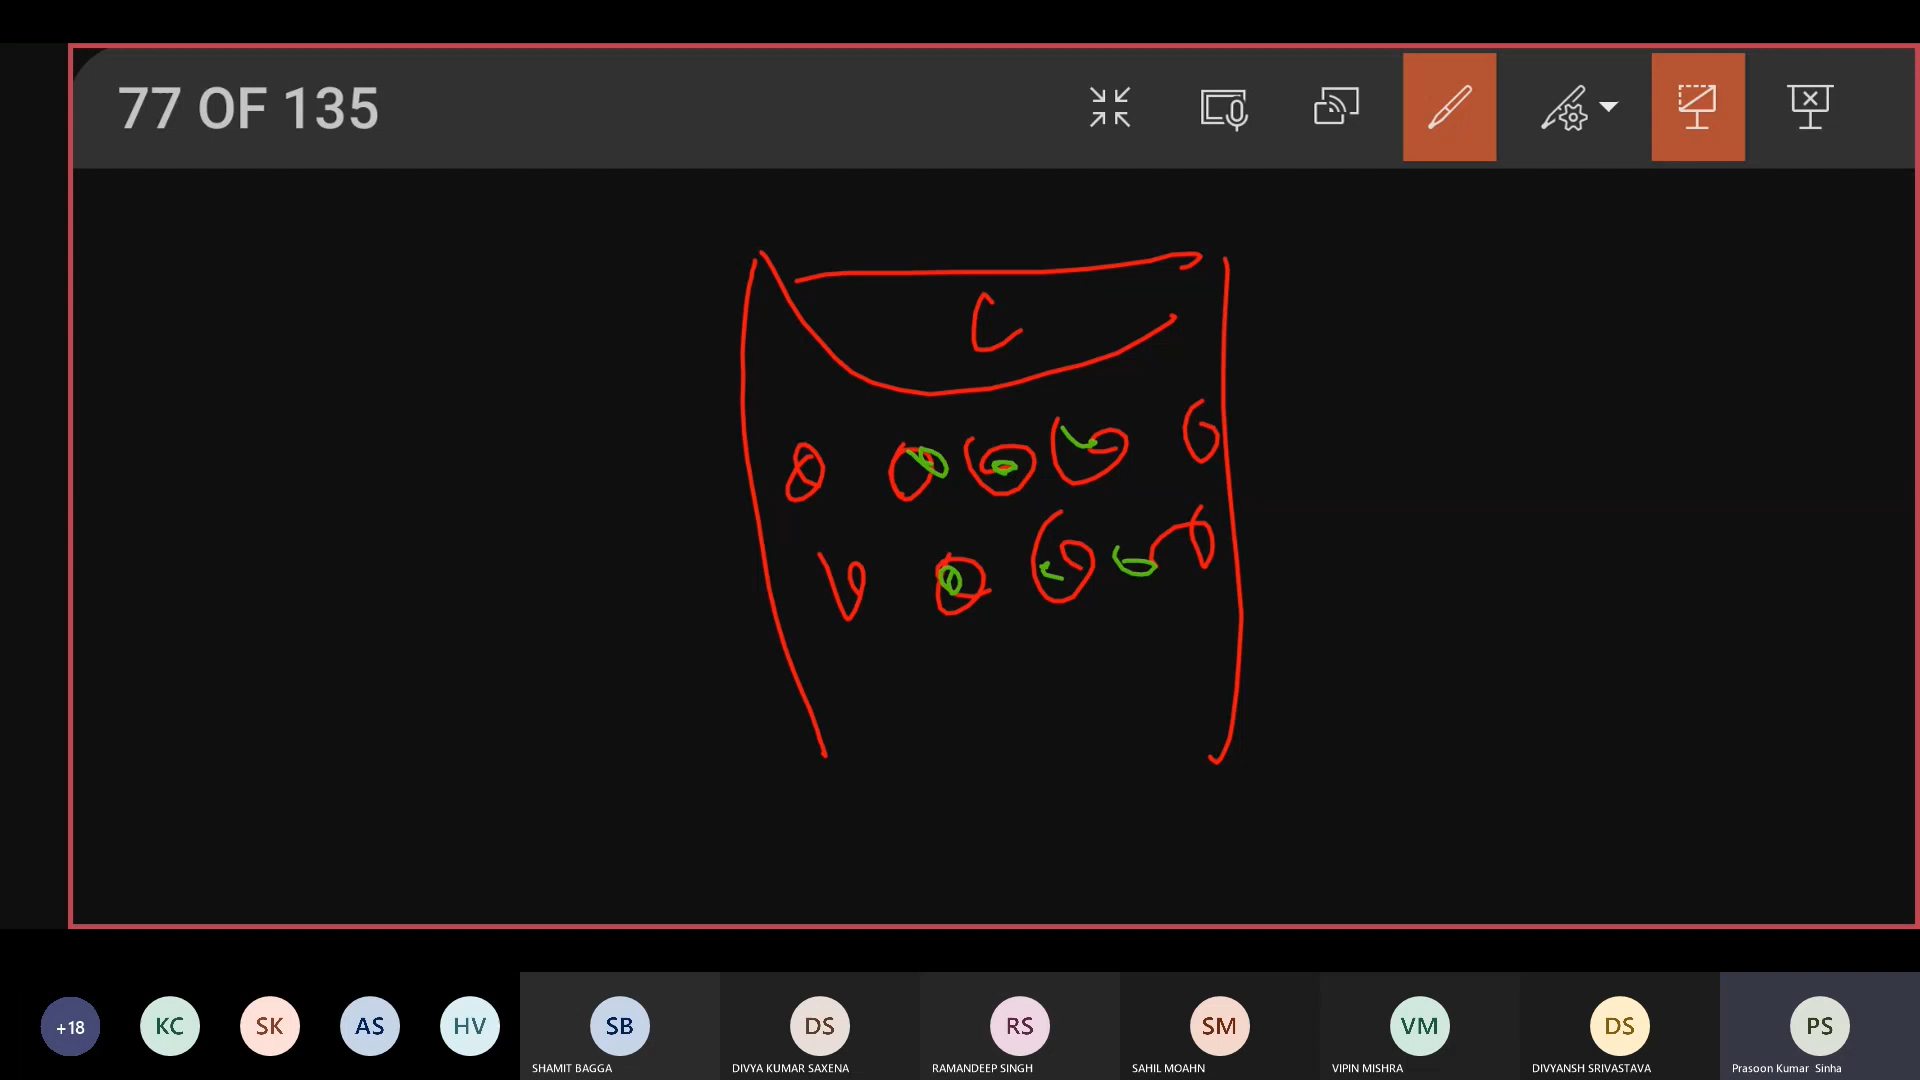 77 OF 135
C
+18 KC SK AS HV SB DS RS SM VM DS PS
SHAMIT BAGGA DIVYA KUMAR SAXENA RAMANDEEP SINGH SAHIL MOAHN VIPIN MISHRA DIVYANSH SRIVASTAVA Prasoon Kumar Sinha